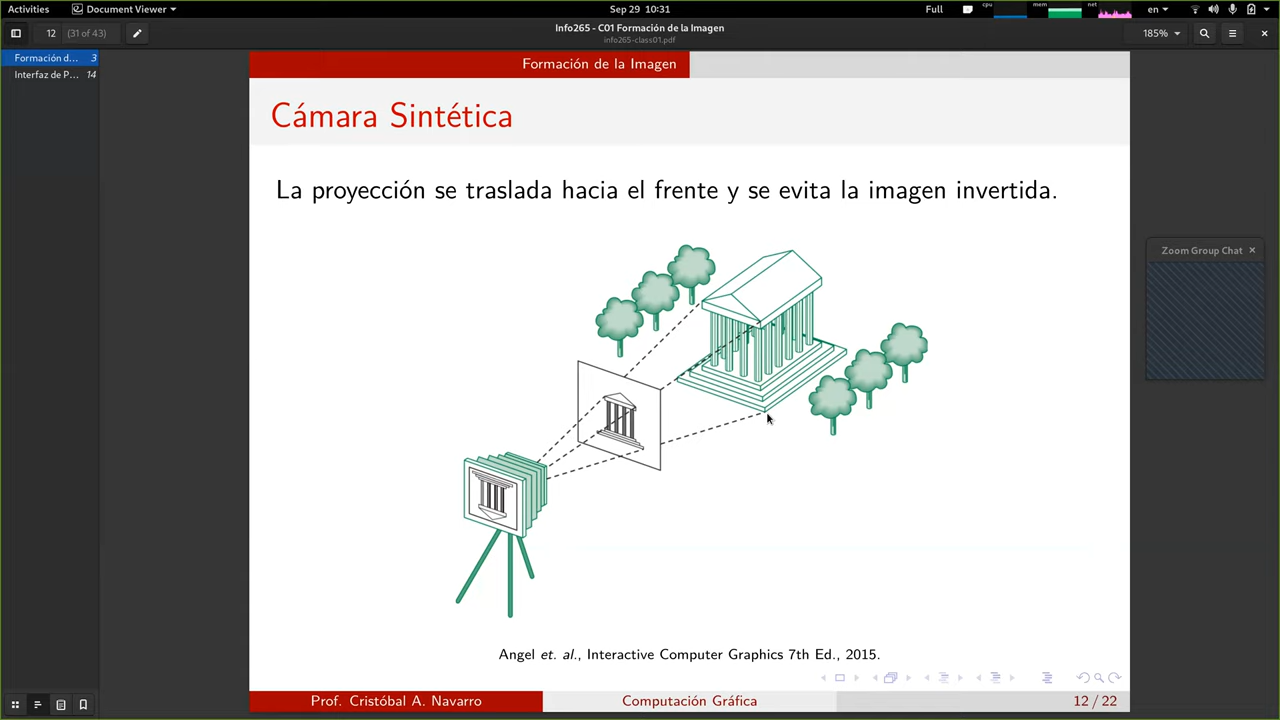 Activities
Document Viewer
Sep 29 10:31
Full
cpu
mem
net
en
12
(31 of 43)
Info265 - C01 Formación de la Imagen
info265-class01.pdf
185%
Formación d... 3
Interfaz de P... 14
Formación de la Imagen
Cámara Sintética
La proyección se traslada hacia el frente y se evita la imagen invertida.
Zoom Group Chat
Angel et. al., Interactive Computer Graphics 7th Ed., 2015.
Prof. Cristóbal A. Navarro
Computación Gráfica
12 / 22